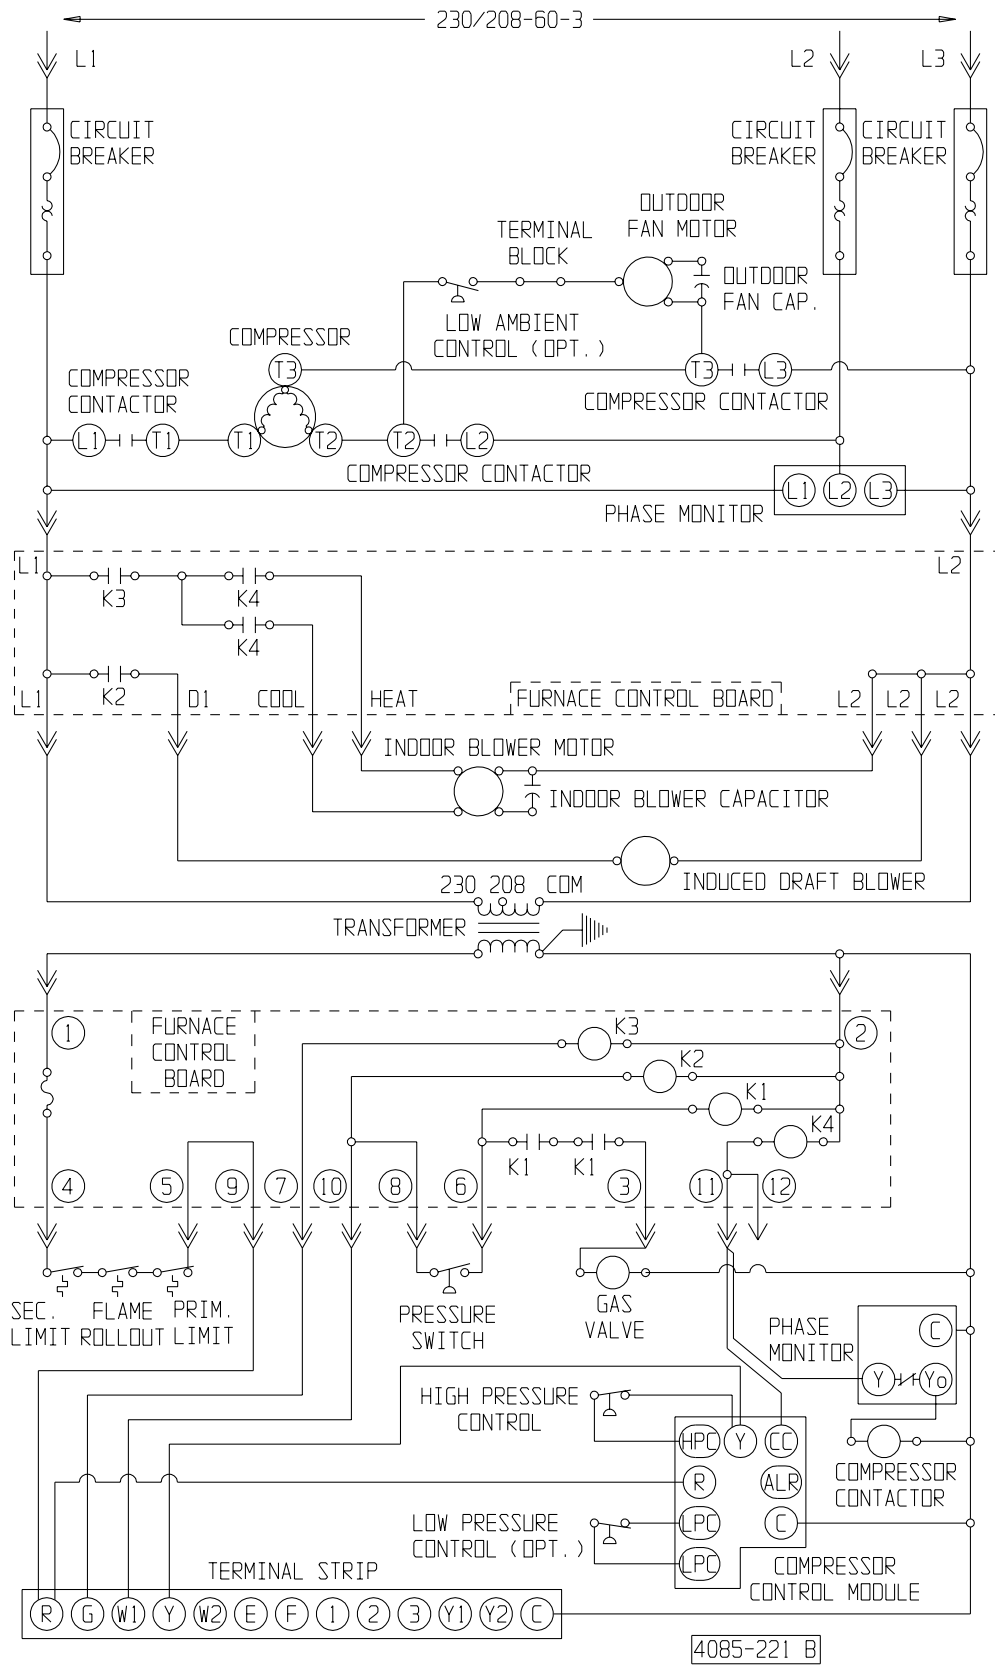 230/208-60-3
L1
L2
L3
CIRCUIT
BREAKER
CIRCUIT
BREAKER
CIRCUIT
BREAKER
OUTDOOR
FAN MOTOR
TERMINAL
BLOCK
OUTDOOR
FAN CAP.
LOW AMBIENT
CONTROL (OPT.)
COMPRESSOR
T3
T3
L3
COMPRESSOR
CONTACTOR
COMPRESSOR CONTACTOR
L1
T1
T1
T2
T2
L2
COMPRESSOR CONTACTOR
L1
L2
L3
PHASE MONITOR
L1
L2
K3
K4
K4
K2
L1
D1
COOL
HEAT
FURNACE CONTROL BOARD
L2
L2
L2
INDOOR BLOWER MOTOR
INDOOR BLOWER CAPACITOR
INDUCED DRAFT BLOWER
230 208 COM
TRANSFORMER
1
FURNACE
CONTROL
BOARD
K3
2
K2
K1
K4
K1
K1
4
5
9
7
10
8
6
3
11
12
SEC.
LIMIT
FLAME
ROLLOUT
PRIM.
LIMIT
PRESSURE
SWITCH
GAS
VALVE
PHASE
MONITOR
C
Y
Yo
HIGH PRESSURE
CONTROL
HPC
Y
CC
COMPRESSOR
CONTACTOR
R
ALR
LOW PRESSURE
CONTROL (OPT.)
LPC
C
LPC
COMPRESSOR
CONTROL MODULE
TERMINAL STRIP
R
G
W1
Y
W2
E
F
1
2
3
Y1
Y2
C
4085-221 B